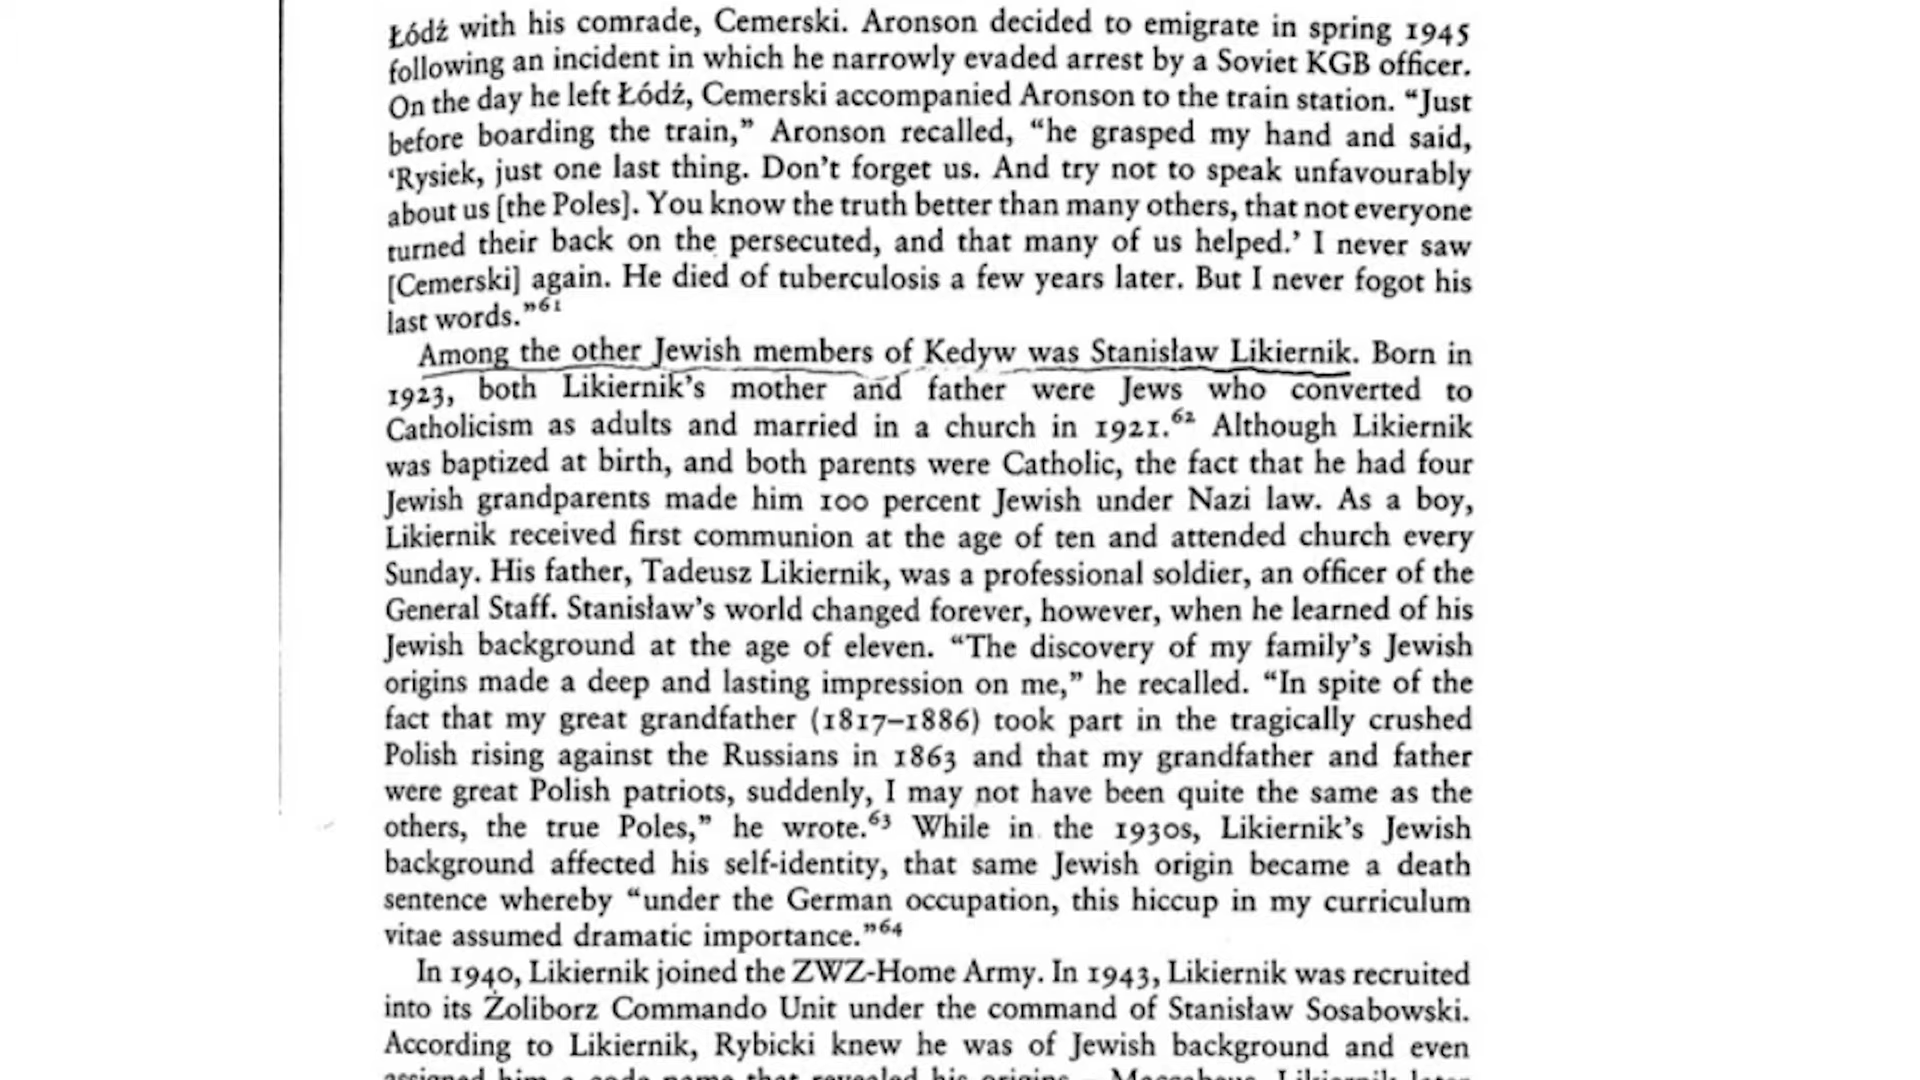 Łódź with his comrade, Cemerski. Aronson decided to emigrate in spring 1945
following an incident in which he narrowly evaded arrest by a Soviet KGB officer.
On the day he left Łódź, Cemerski accompanied Aronson to the train station. “Just
before boarding the train,” Aronson recalled, “he grasped my hand and said,
‘Rysiek, just one last thing. Don’t forget us. And try not to speak unfavourably
about us [the Poles]. You know the truth better than many others, that not everyone
turned their back on the persecuted, and that many of us helped.’ I never saw
[Cemerski] again. He died of tuberculosis a few years later. But I never fogot his
last words.”61
Among the other Jewish members of Kedyw was Stanisław Likiernik. Born in
1923, both Likiernik’s mother and father were Jews who converted to
Catholicism as adults and married in a church in 1921.62 Although Likiernik
was baptized at birth, and both parents were Catholic, the fact that he had four
Jewish grandparents made him 100 percent Jewish under Nazi law. As a boy,
Likiernik received first communion at the age of ten and attended church every
Sunday. His father, Tadeusz Likiernik, was a professional soldier, an officer of the
General Staff. Stanisław’s world changed forever, however, when he learned of his
Jewish background at the age of eleven. “The discovery of my family’s Jewish
origins made a deep and lasting impression on me,” he recalled. “In spite of the
fact that my great grandfather (1817–1886) took part in the tragically crushed
Polish rising against the Russians in 1863 and that my grandfather and father
were great Polish patriots, suddenly, I may not have been quite the same as the
others, the true Poles,” he wrote.63 While in the 1930s, Likiernik’s Jewish
background affected his self-identity, that same Jewish origin became a death
sentence whereby “under the German occupation, this hiccup in my curriculum
vitae assumed dramatic importance.”64
In 1940, Likiernik joined the ZWZ-Home Army. In 1943, Likiernik was recruited
into its Żoliborz Commando Unit under the command of Stanisław Sosabowski.
According to Likiernik, Rybicki knew he was of Jewish background and even
assigned him a code name that revealed his origins – Maccabeus. Likiernik later